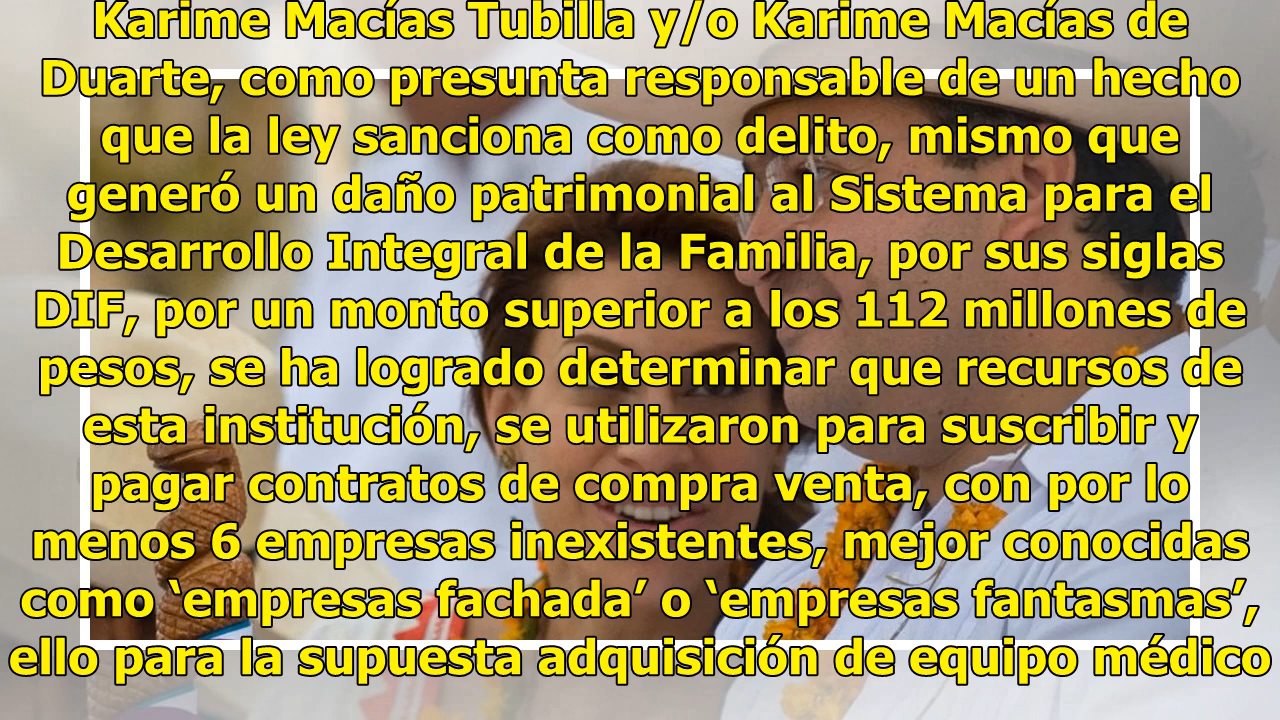 Karime Macías Tubilla y/o Karime Macías de
Duarte, como presunta responsable de un hecho
que la ley sanciona como delito, mismo que
generó un daño patrimonial al Sistema para el
Desarrollo Integral de la Familia, por sus siglas
DIF, por un monto superior a los 112 millones de
pesos, se ha logrado determinar que recursos de
esta institución, se utilizaron para suscribir y
pagar contratos de compra venta, con por lo
menos 6 empresas inexistentes, mejor conocidas
como ‘empresas fachada’ o ‘empresas fantasmas’,
ello para la supuesta adquisición de equipo médico